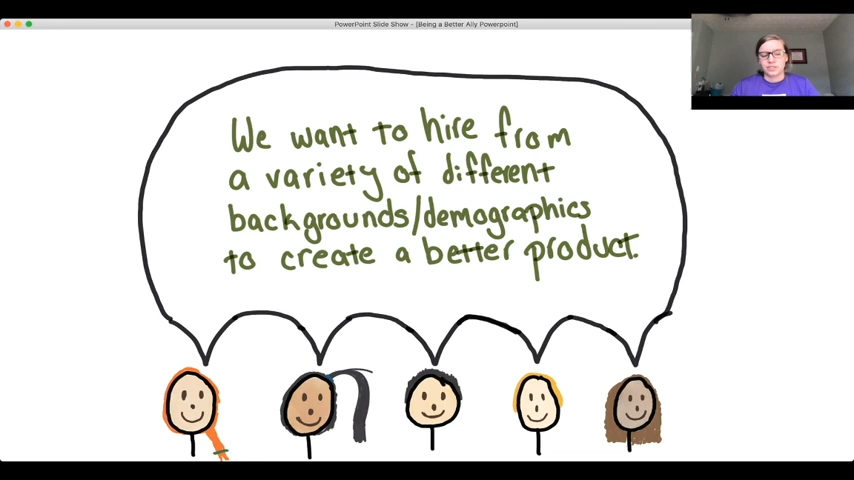 PowerPoint Slide Show - [Being a Better Ally Powerpoint]
We want to hire from
a variety of different
backgrounds/demographics
to create a better product.